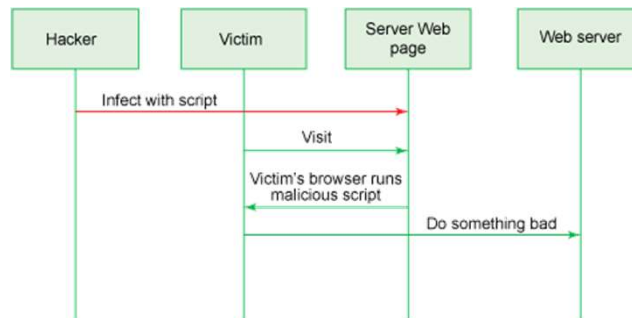 Hacker
Victim
Server Web
page
Web server
Infect with script
Visit
Victim's browser runs
malicious script
Do something bad